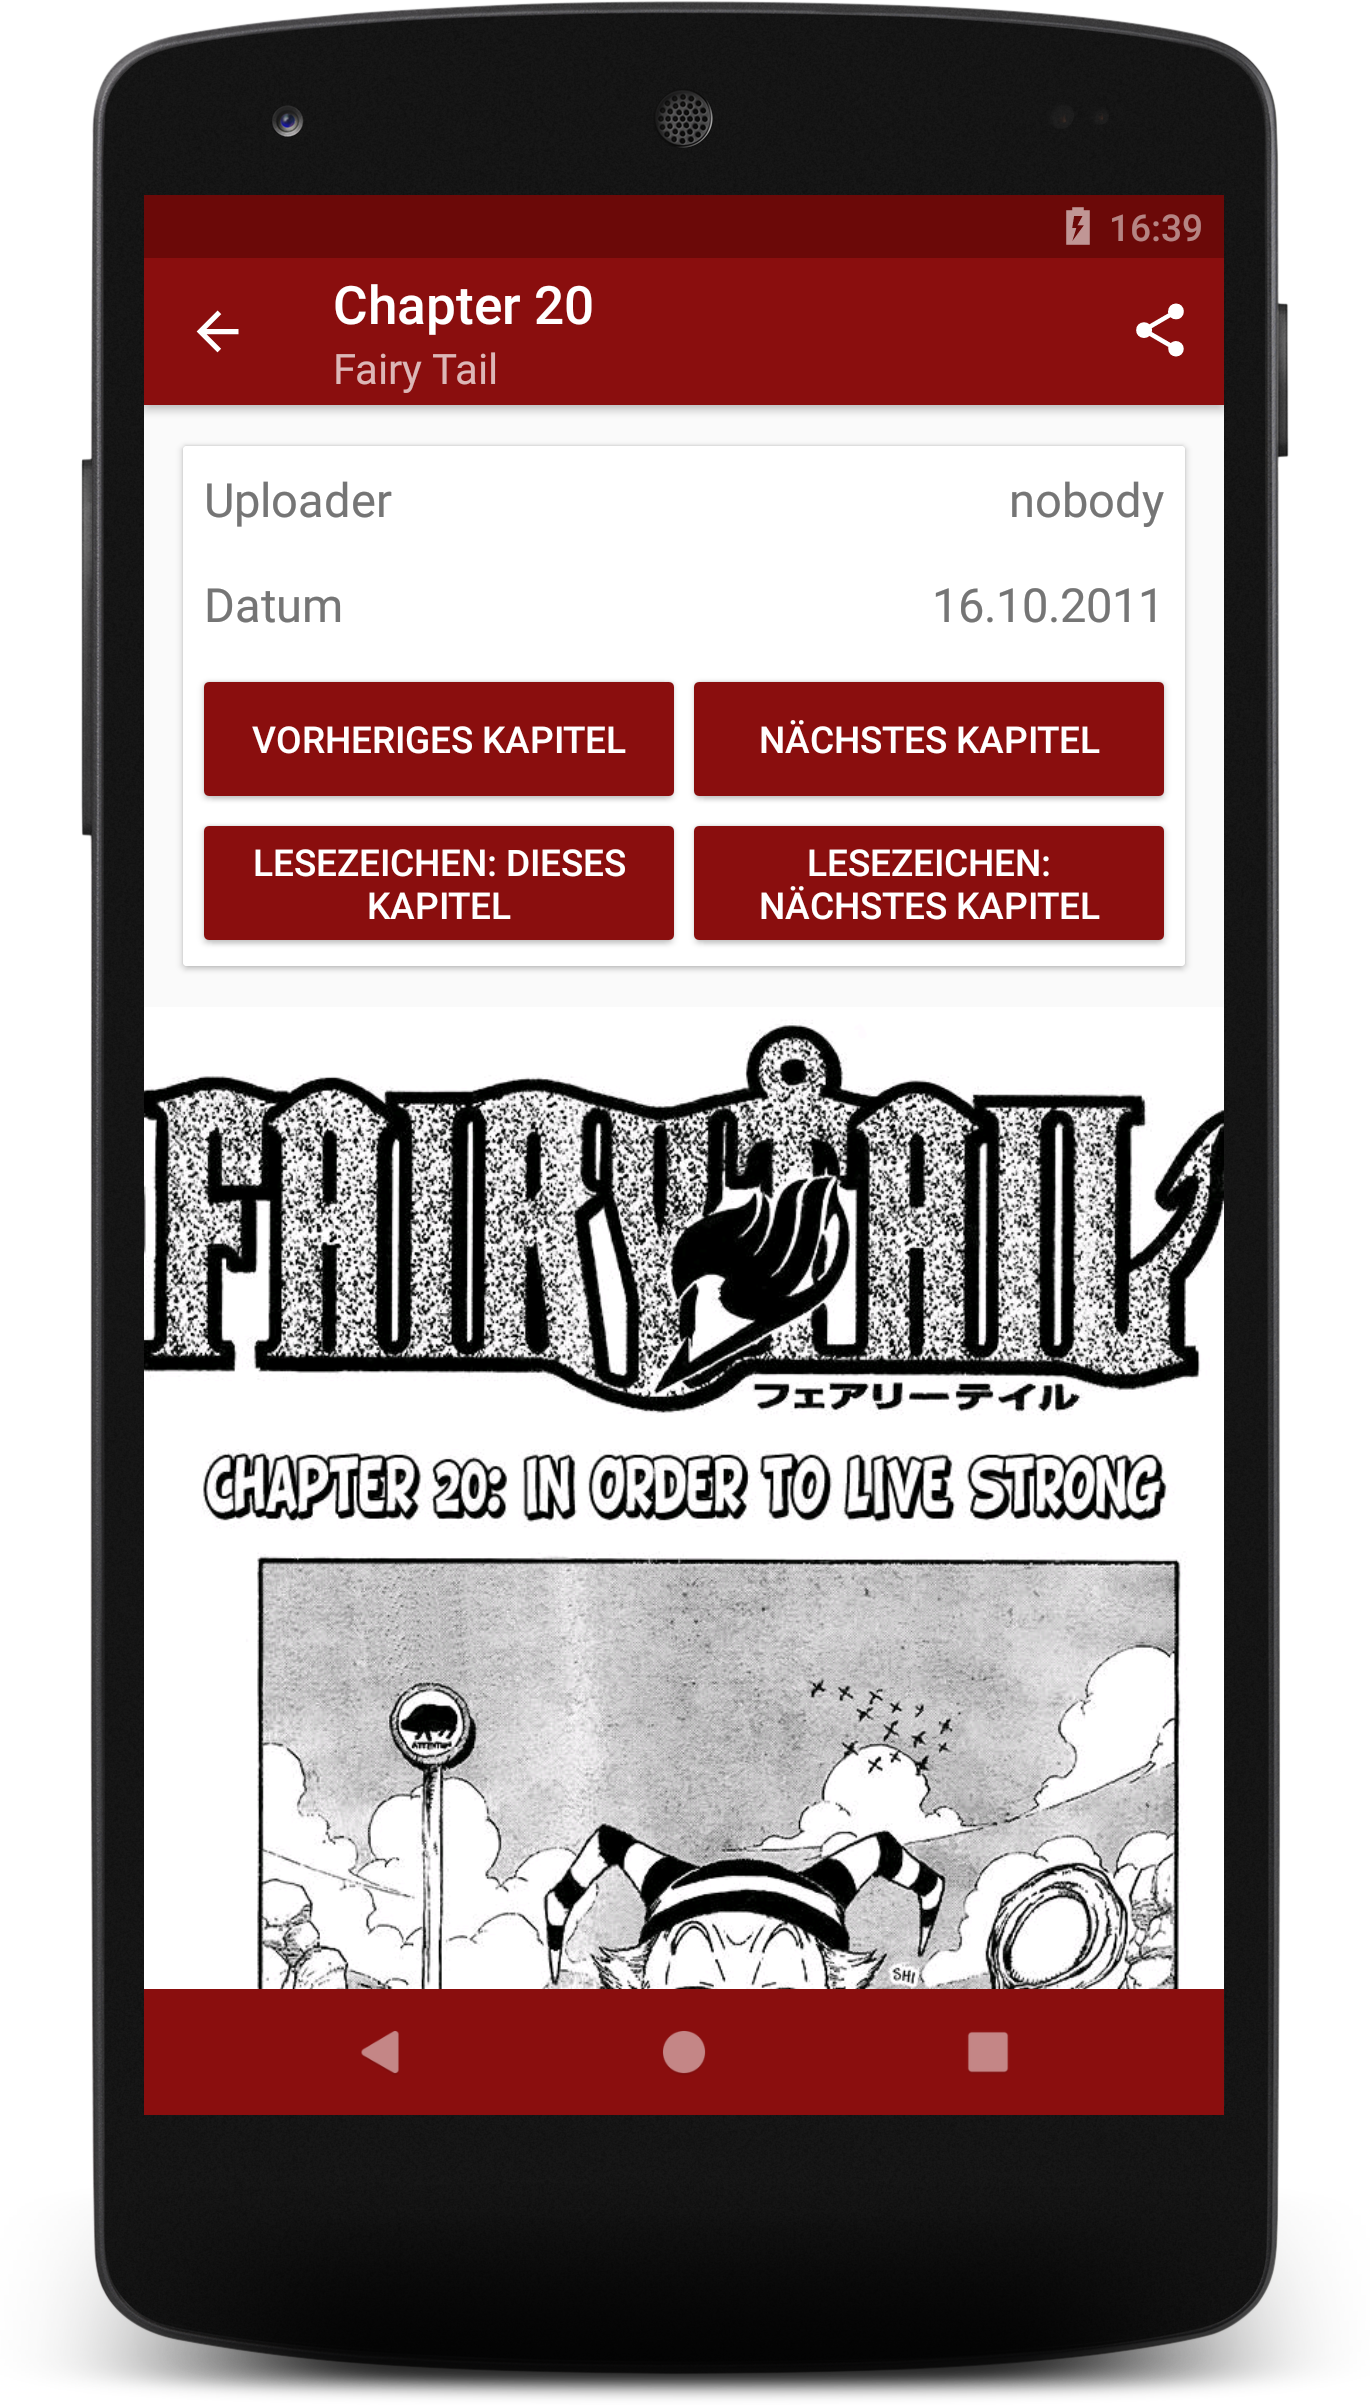 16:39
Chapter 20
Fairy Tail
Uploader nobody
Datum 16.10.2011
VORHERIGES KAPITEL
NÄCHSTES KAPITEL
LESEZEICHEN: DIESES
KAPITEL
LESEZEICHEN:
NÄCHSTES KAPITEL
FAIRY TAIL
フェアリーテイル
CHAPTER 20: IN ORDER TO LIVE STRONG
ATTENTION
SHI